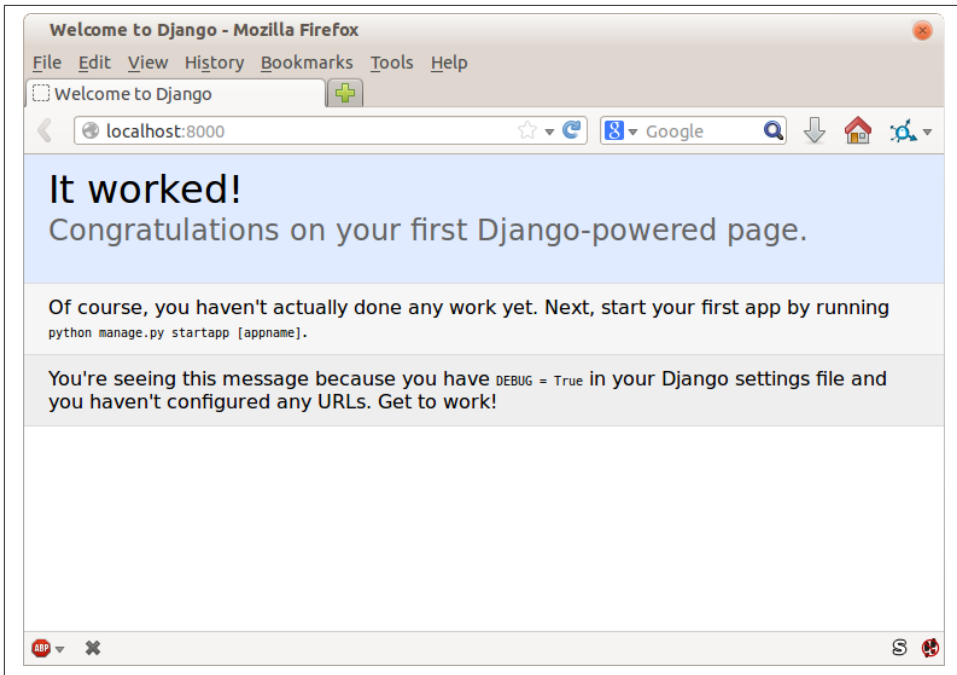 Welcome to Django - Mozilla Firefox
File Edit View History Bookmarks Tools Help
Welcome to Django
localhost:8000 8 Google
It worked!
Congratulations on your first Django-powered page.
Of course, you haven't actually done any work yet. Next, start your first app by running
python manage.py startapp [appname].
You're seeing this message because you have DEBUG = True in your Django settings file and
you haven't configured any URLs. Get to work!
ABP S